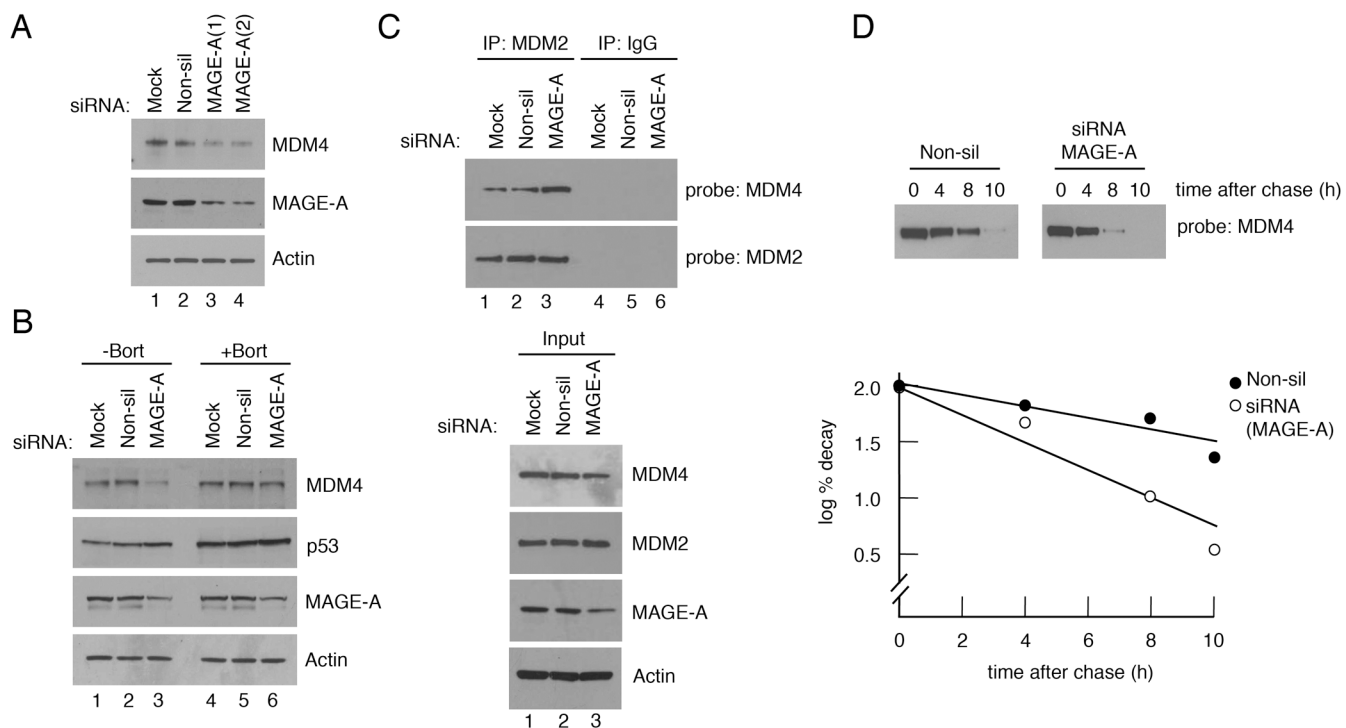 A
siRNA:
Mock
Non-sil
MAGE-A(1)
MAGE-A(2)
MDM4
MAGE-A
Actin
1 2 3 4
B
-Bort +Bort
siRNA:
Mock
Non-sil
MAGE-A
Mock
Non-sil
MAGE-A
MDM4
p53
MAGE-A
Actin
1 2 3 4 5 6
C
IP: MDM2 IP: IgG
siRNA:
Mock
Non-sil
MAGE-A
Mock
Non-sil
MAGE-A
probe: MDM4
probe: MDM2
1 2 3 4 5 6
Input
siRNA:
Mock
Non-sil
MAGE-A
MDM4
MDM2
MAGE-A
Actin
1 2 3
D
Non-sil
siRNA
MAGE-A
0 4 8 10 0 4 8 10 time after chase (h)
probe: MDM4
Non-sil
siRNA
(MAGE-A)
log % decay
2.0
1.5
1.0
0.5
0 2 4 6 8 10
time after chase (h)